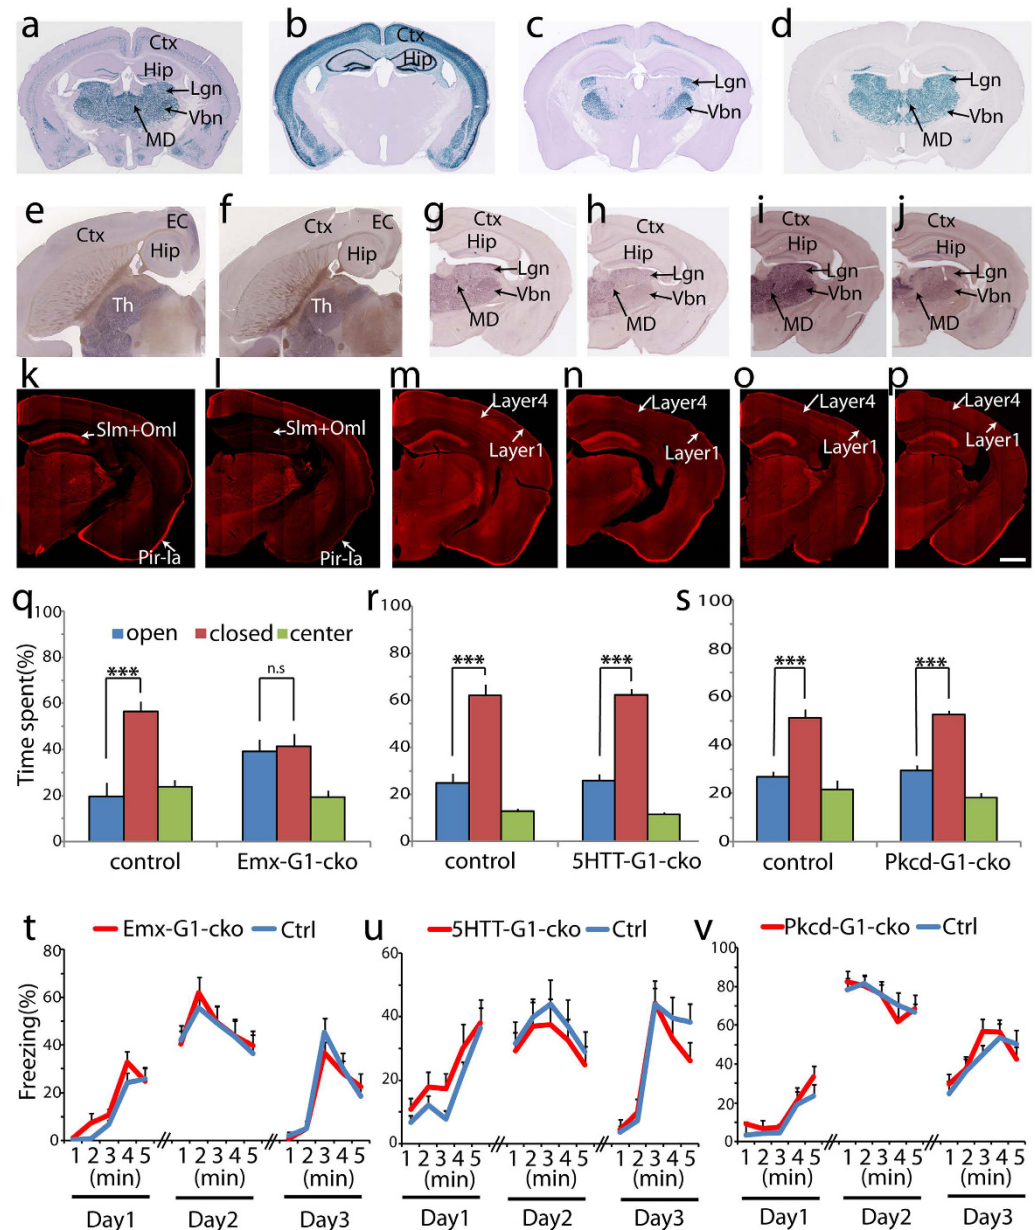 a b c d
Ctx Ctx
Hip Hip
Lgn Lgn Lgn
Vbn Vbn Vbn
MD MD
e f g h i j
EC EC Ctx Ctx Ctx Ctx
Ctx Ctx Hip Hip Hip Hip
Hip Hip Lgn Lgn Lgn Lgn
Th Th Vbn Vbn Vbn Vbn
MD MD MD MD
k l m n o p
Slm+Oml Slm+Oml Layer4 Layer4 Layer4 Layer4
Layer1 Layer1 Layer1 Layer1
Pir-Ia Pir-Ia
q r s
100 100 100
open closed center
80 80 80
*** n.s *** *** *** ***
60 60 60
40 40 40
20 20 20
0 0 0
Time spent(%)
control Emx-G1-cko control 5HTT-G1-cko control Pkcd-G1-cko
t Emx-G1-cko Ctrl u 5HTT-G1-cko Ctrl v Pkcd-G1-cko Ctrl
80 60 100
60 40 80
40 20 60
20 0 40
0 20
0
Freezing(%)
1 2 3 4 5 1 2 3 4 5 1 2 3 4 5 1 2 3 4 5 1 2 3 4 5 1 2 3 4 5 1 2 3 4 5 1 2 3 4 5 1 2 3 4 5
(min) (min) (min) (min) (min) (min) (min) (min) (min)
Day1 Day2 Day3 Day1 Day2 Day3 Day1 Day2 Day3